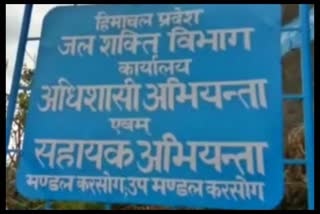 हिमाचल प्रदेश
जल शक्ति विभाग
कार्यालय
अधिशासी अभियन्ता
एवम्
सहायक अभियन्ता
मण्डल करसोग, उप मण्डल करसोग